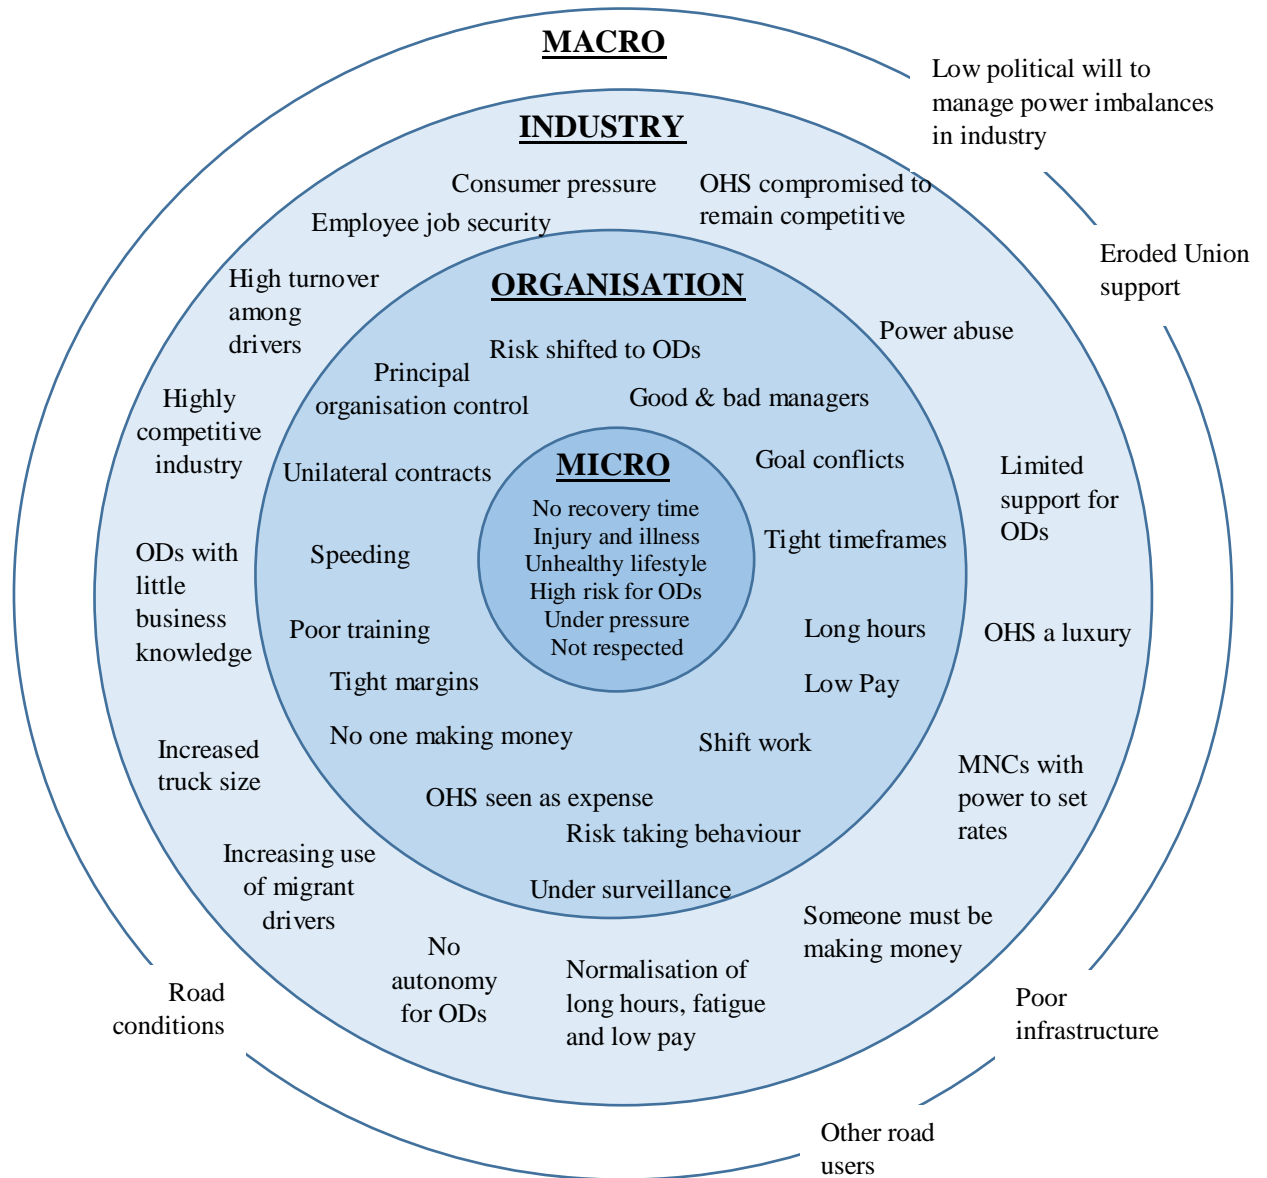 MACRO
Low political will to
manage power imbalances
in industry
INDUSTRY
Consumer pressure
OHS compromised to
remain competitive
Employee job security
Eroded Union
support
High turnover
among
drivers
ORGANISATION
Power abuse
Risk shifted to ODs
Principal
organisation control
Good & bad managers
Highly
competitive
industry
Unilateral contracts
MICRO
Goal conflicts
Limited
support for
ODs
No recovery time
Injury and illness
Unhealthy lifestyle
High risk for ODs
Under pressure
Not respected
Tight timeframes
ODs with
little
business
knowledge
Speeding
Poor training
Long hours
OHS a luxury
Tight margins
Low Pay
No one making money
Shift work
Increased
truck size
MNCs with
power to set
rates
OHS seen as expense
Risk taking behaviour
Increasing use
of migrant
drivers
Under surveillance
Someone must be
making money
No
autonomy
for ODs
Normalisation of
long hours, fatigue
and low pay
Road
conditions
Poor
infrastructure
Other road
users